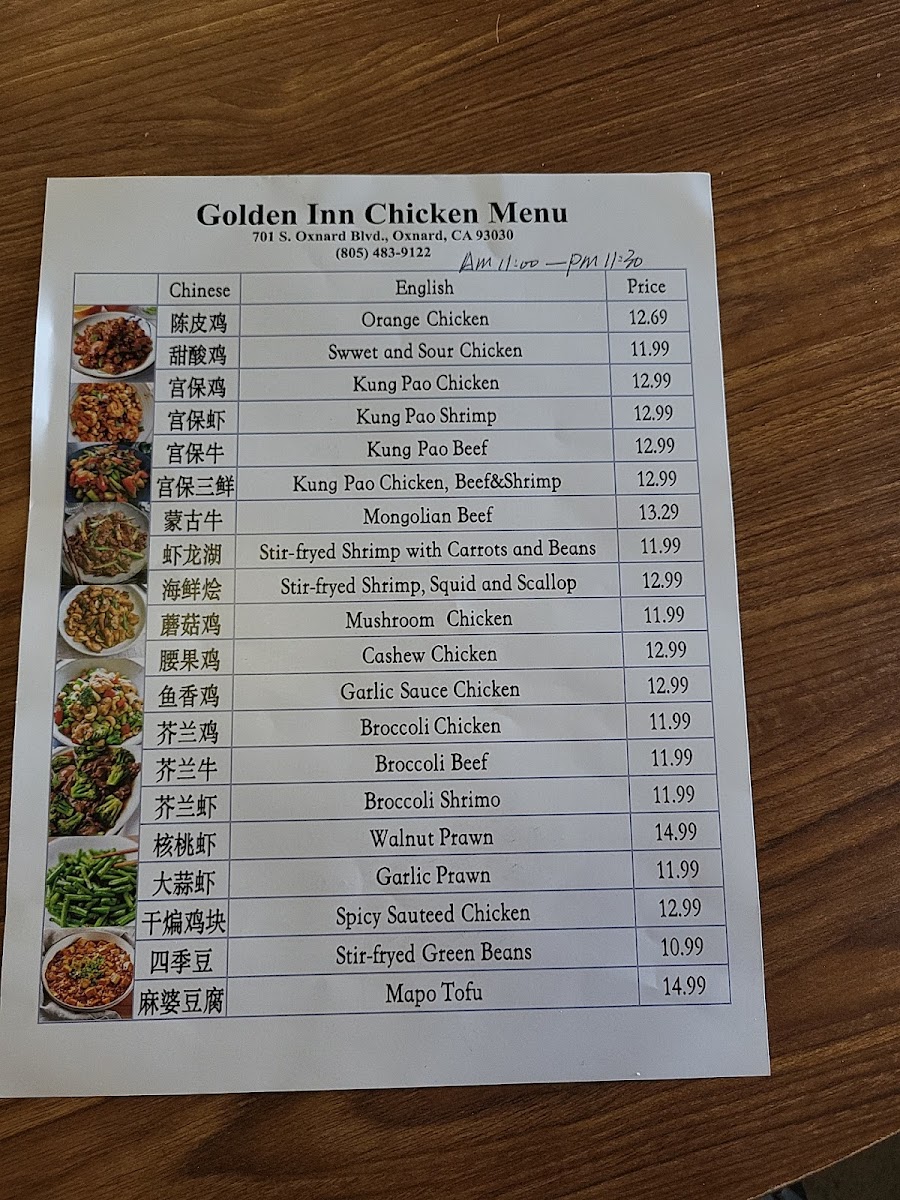 Golden Inn Chicken Menu
701 S. Oxnard Blvd., Oxnard, CA 93030
(805) 483-9122
AM 11:00 — PM 11:30
Chinese English Price
陈皮鸡 Orange Chicken 12.69
甜酸鸡 Swwet and Sour Chicken 11.99
宫保鸡 Kung Pao Chicken 12.99
宫保虾 Kung Pao Shrimp 12.99
宫保牛 Kung Pao Beef 12.99
宫保三鲜 Kung Pao Chicken, Beef&Shrimp 12.99
蒙古牛 Mongolian Beef 13.29
虾龙湖 Stir-fryed Shrimp with Carrots and Beans 11.99
海鲜烩 Stir-fryed Shrimp, Squid and Scallop 12.99
蘑菇鸡 Mushroom Chicken 11.99
腰果鸡 Cashew Chicken 12.99
鱼香鸡 Garlic Sauce Chicken 12.99
芥兰鸡 Broccoli Chicken 11.99
芥兰牛 Broccoli Beef 11.99
芥兰虾 Broccoli Shrimo 11.99
核桃虾 Walnut Prawn 14.99
大蒜虾 Garlic Prawn 11.99
干煸鸡块 Spicy Sauteed Chicken 12.99
四季豆 Stir-fryed Green Beans 10.99
麻婆豆腐 Mapo Tofu 14.99